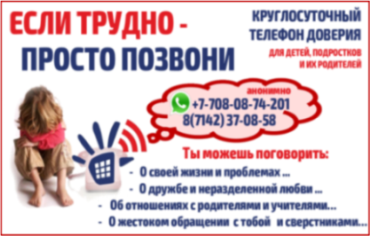 ЕСЛИ ТРУДНО -
ПРОСТО ПОЗВОНИ
КРУГЛОСУТОЧНЫЙ
ТЕЛЕФОН ДОВЕРИЯ
ДЛЯ ДЕТЕЙ, ПОДРОСТКОВ
И ИХ РОДИТЕЛЕЙ
анонимно
+7-708-08-74-201
8(7142) 37-08-58
Ты можешь поговорить:
- О своей жизни и проблемах ...
- О дружбе и неразделенной любви ...
- Об отношениях с родителями и учителями...
- О жестоком обращении с тобой и сверстниками...